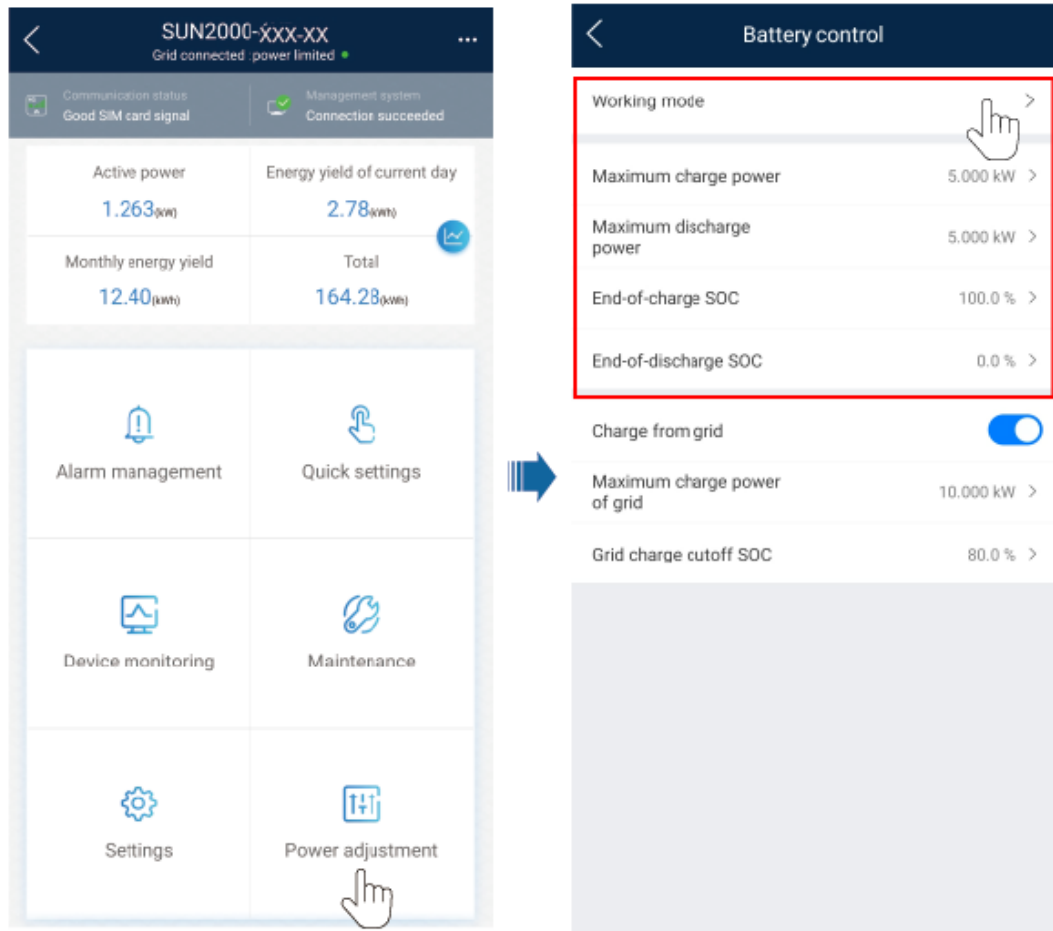 SUN2000-XXX-XX
Grid connected :power limited
...
Communication status
Good SIM card signal
Management system
Connection succeeded
Active power
1.263(kW)
Energy yield of current day
2.78(kWh)
Monthly energy yield
12.40(kWh)
Total
164.28(kWh)
Alarm management
Quick settings
Device monitoring
Maintenance
Settings
Power adjustment
Battery control
Working mode
Maximum charge power
5.000 kW
Maximum discharge
power
5.000 kW
End-of-charge SOC
100.0 %
End-of-discharge SOC
0.0 %
Charge from grid
Maximum charge power
of grid
10.000 kW
Grid charge cutoff SOC
80.0 %